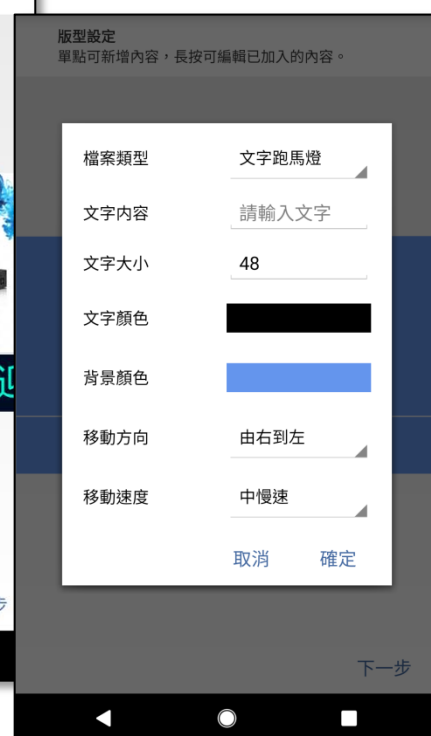 版型設定
單點可新增內容，長按可編輯已加入的內容。
檔案類型 文字跑馬燈
文字內容 請輸入文字
文字大小 48
文字顏色
背景顏色
移動方向 由右到左
移動速度 中慢速
取消 確定
下一步